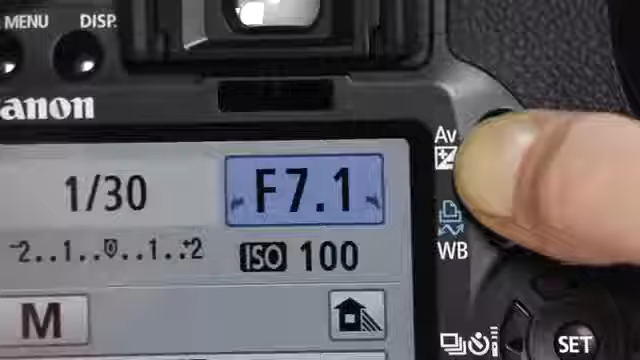 MENU DISP.
anon
Av
1/30 F7.1
-2..1..0..1..+2 ISO 100
WB
M
SET